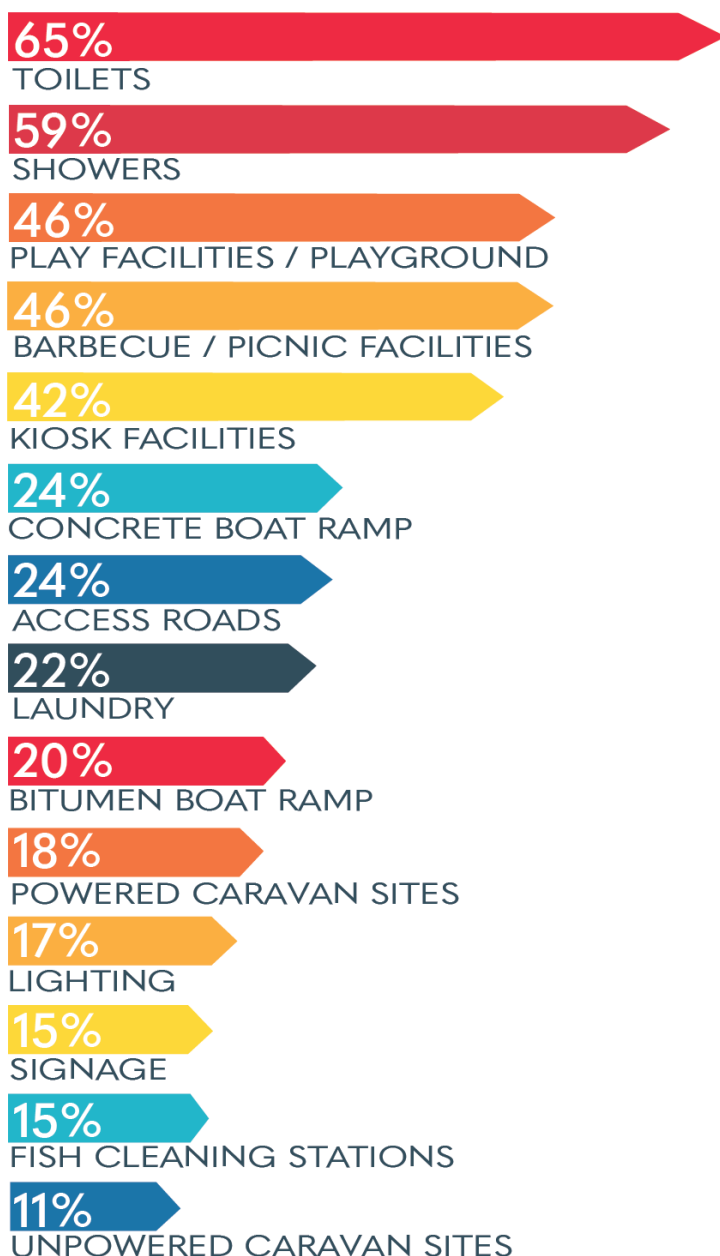 65%
TOILETS
59%
SHOWERS
46%
PLAY FACILITIES / PLAYGROUND
46%
BARBECUE / PICNIC FACILITIES
42%
KIOSK FACILITIES
24%
CONCRETE BOAT RAMP
24%
ACCESS ROADS
22%
LAUNDRY
20%
BITUMEN BOAT RAMP
18%
POWERED CARAVAN SITES
17%
LIGHTING
15%
SIGNAGE
15%
FISH CLEANING STATIONS
11%
UNPOWERED CARAVAN SITES